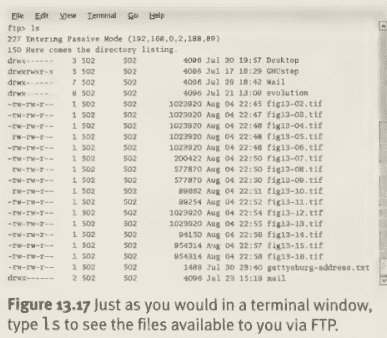 File Edit View Terminal Go Help
ftp> ls
227 Entering Passive Mode (192,168,0,2,188,89)
150 Here comes the directory listing.
drwx------ 3 502 502 4096 Jul 30 19:57 Desktop
drwxrwxr-x 3 502 502 4096 Jul 17 16:29 GNUstep
drwx------ 7 502 502 4096 Jul 29 18:42 Mail
drwx------ 8 502 502 4096 Jul 21 13:00 evolution
-rw-rw-r-- 1 502 502 1023920 Aug 04 22:45 fig13-02.tif
-rw-rw-r-- 1 502 502 1023920 Aug 04 22:47 fig13-03.tif
-rw-rw-r-- 1 502 502 1023920 Aug 04 22:48 fig13-04.tif
-rw-rw-r-- 1 502 502 1023920 Aug 04 22:48 fig13-05.tif
-rw-rw-r-- 1 502 502 1023920 Aug 04 22:48 fig13-06.tif
-rw-rw-r-- 1 502 502 200422 Aug 04 22:50 fig13-07.tif
-rw-rw-r-- 1 502 502 577870 Aug 04 22:50 fig13-08.tif
-rw-rw-r-- 1 502 502 577870 Aug 04 22:50 fig13-09.tif
-rw-rw-r-- 1 502 502 Aug 04 22:51 fig13-10.tif
-rw-rw-r-- 1 502 502 89254 Aug 04 22:52 fig13-11.tif
-rw-rw-r-- 1 502 502 1023920 Aug 04 22:54 fig13-12.tif
-rw-rw-r-- 1 502 502 1023920 Aug 04 22:55 fig13-13.tif
-rw-rw-r-- 1 502 502 94150 Aug 04 22:56 fig13-14.tif
-rw-rw-r-- 1 502 502 954314 Aug 04 22:57 fig13-15.tif
-rw-rw-r-- 1 502 502 954314 Aug 04 22:58 fig13-16.tif
-rw-rw-r-- 1 502 502 1489 Jul 30 23:40 gettysburg-address.txt
drwx------ 2 502 502 4096 Jul 23 15:19 mail
Figure 13.17 Just as you would in a terminal window,
type ls to see the files available to you via FTP.